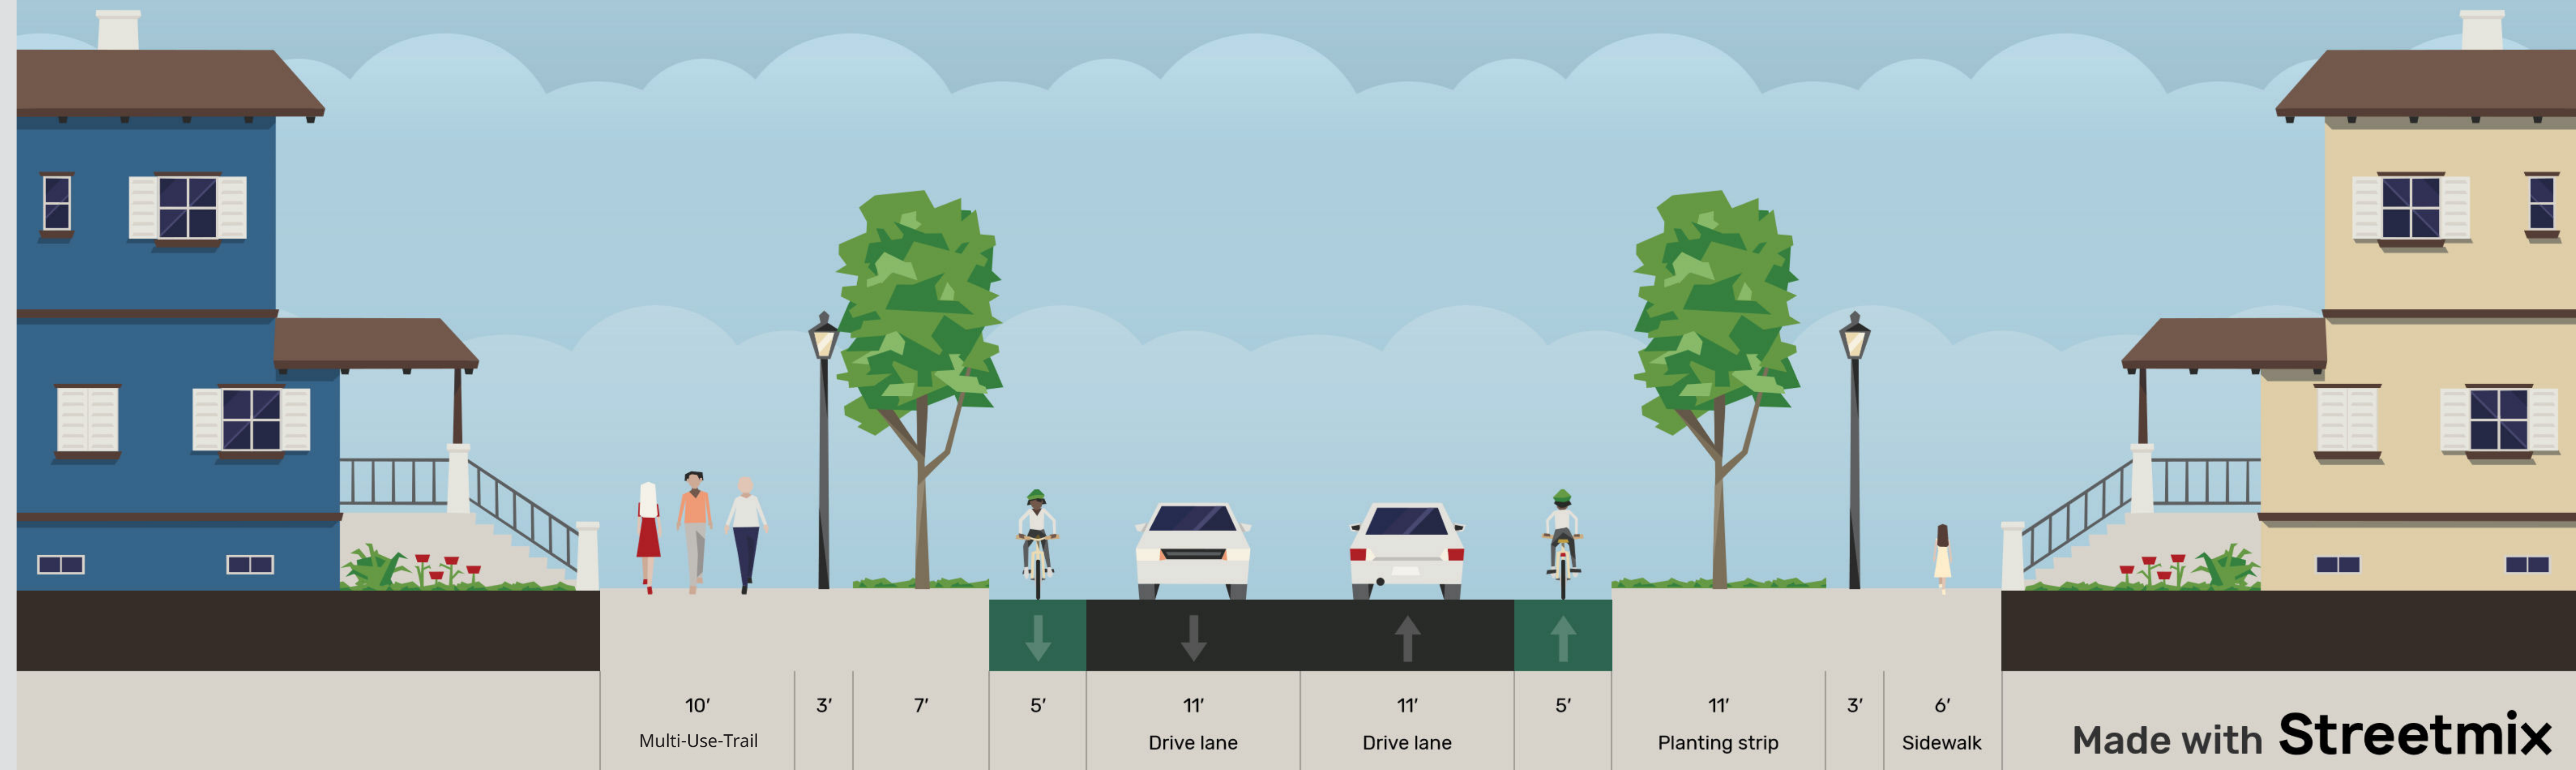 10' 3' 7' 5' 11' 11' 5' 11' 3' 6'
Multi-Use-Trail Drive lane Drive lane Planting strip Sidewalk
Made with Streetmix